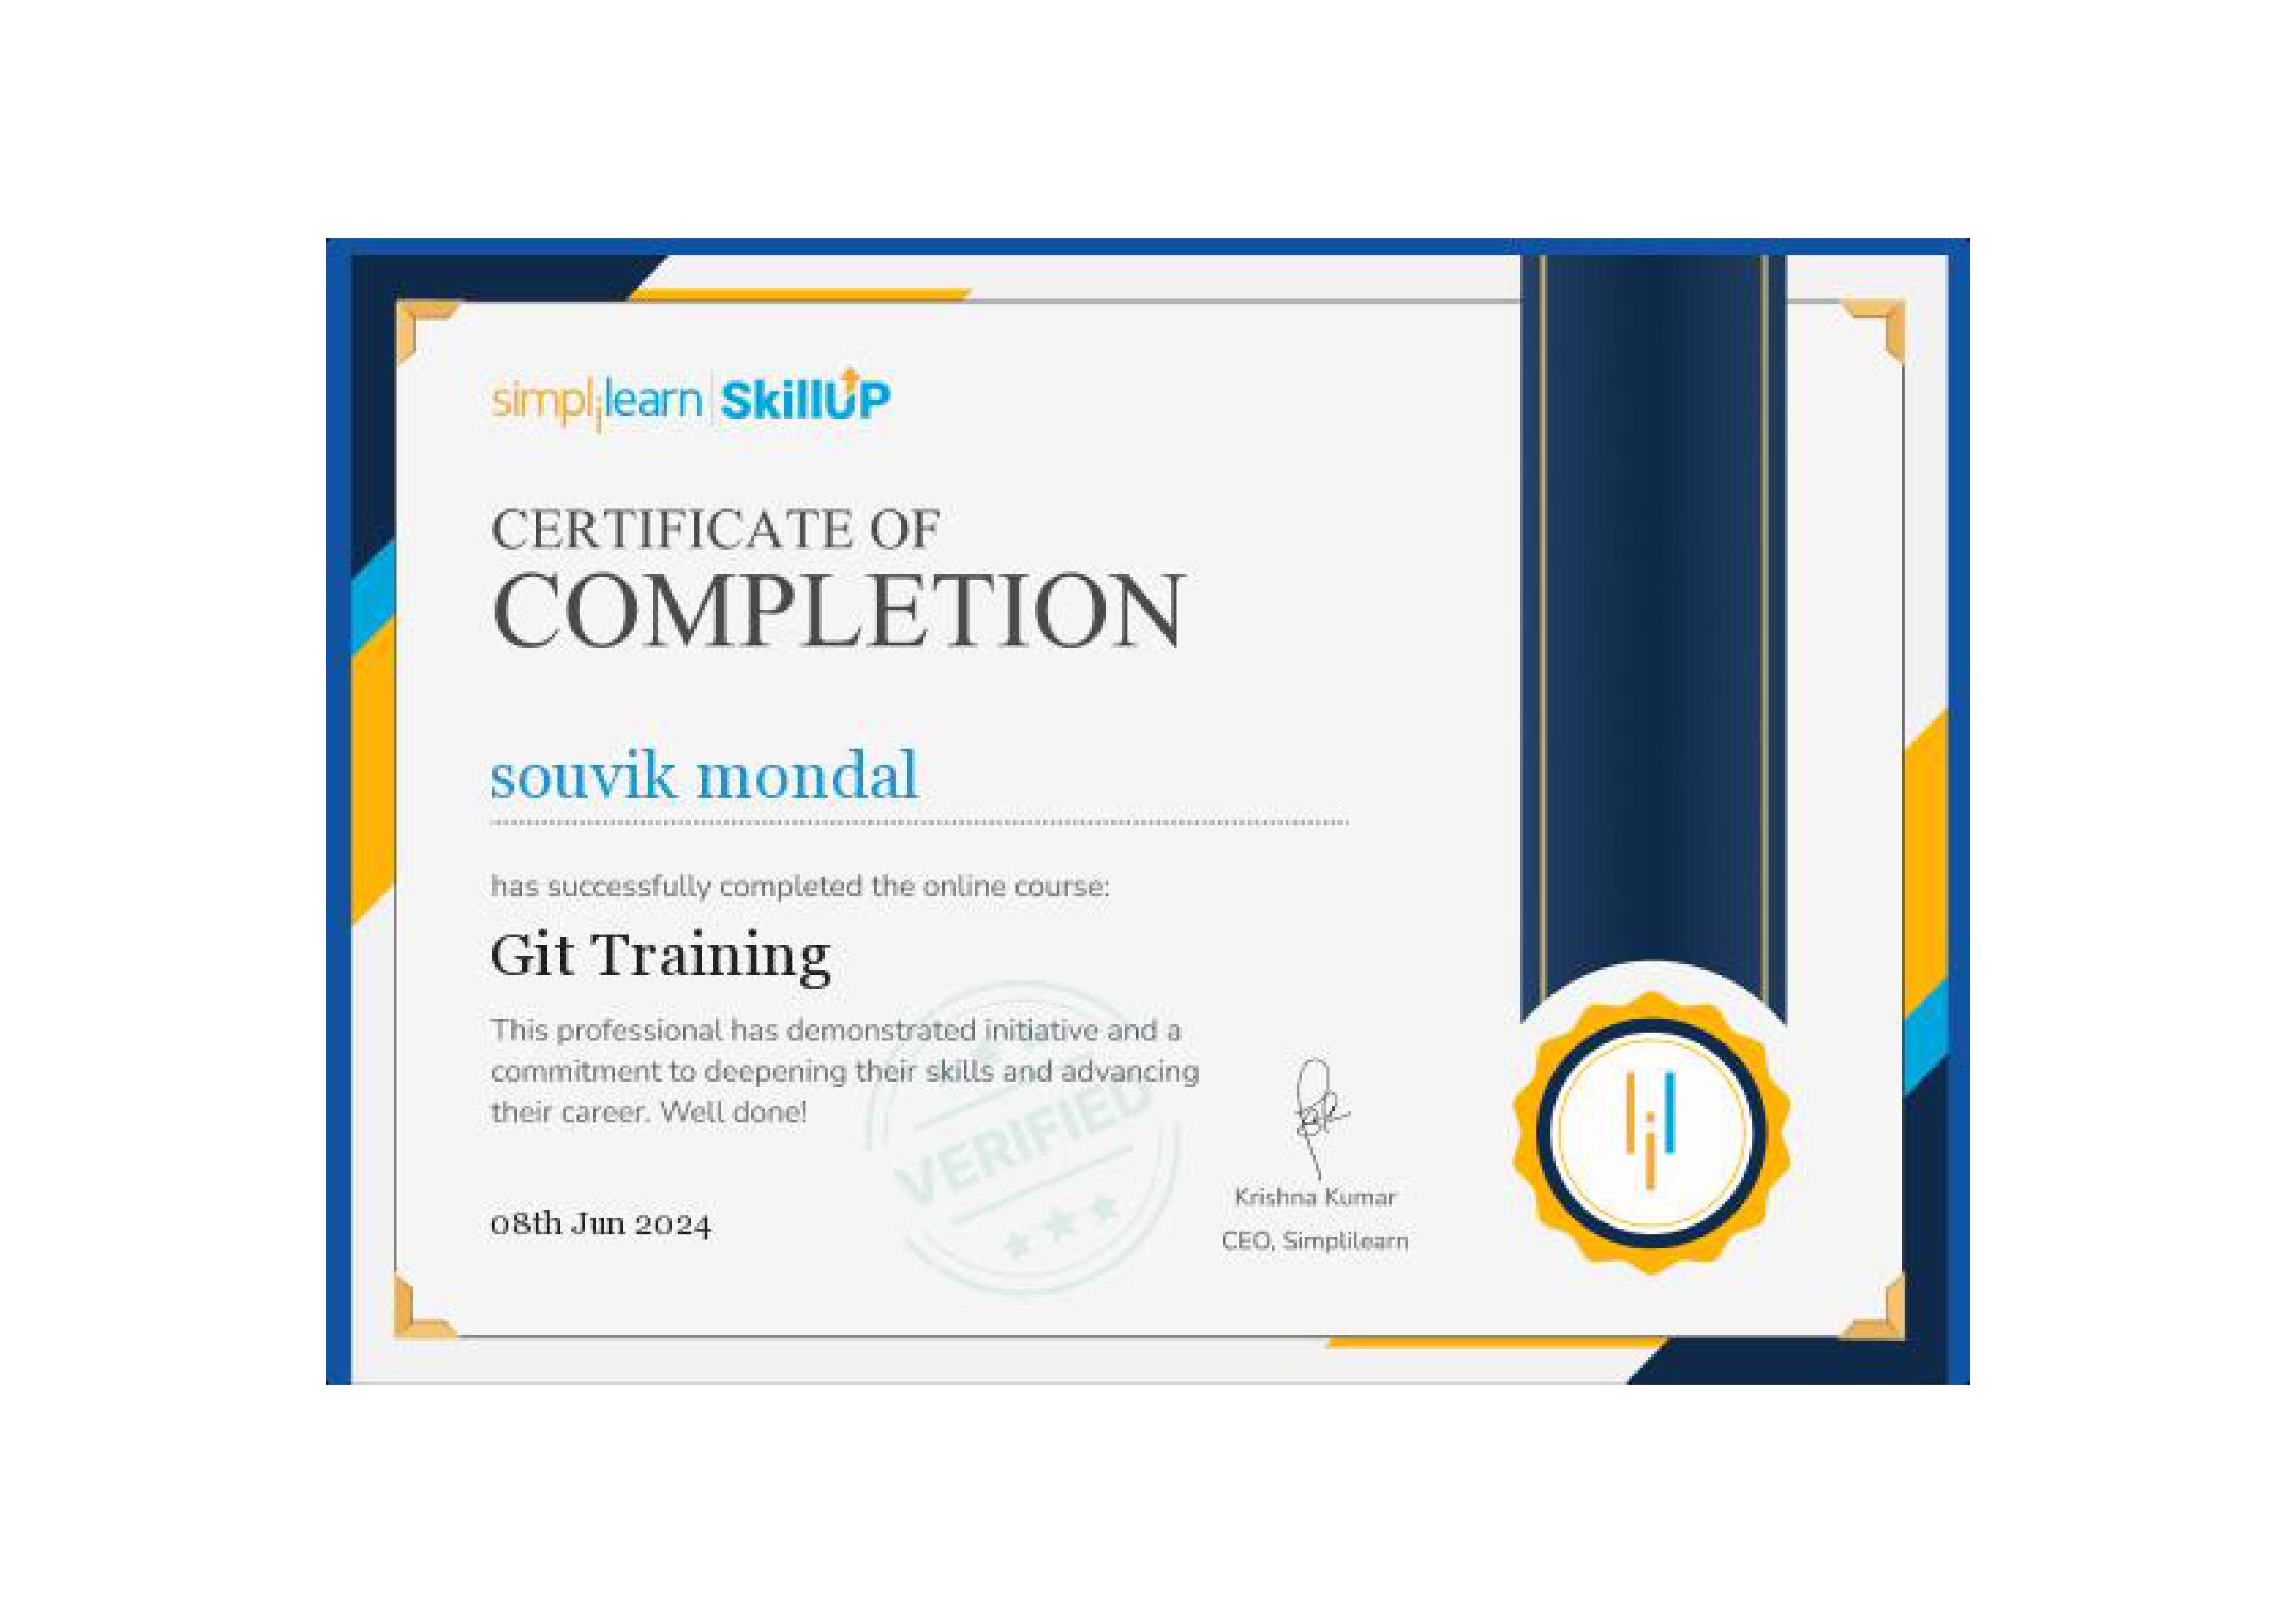 simplilearn | SkillUP
CERTIFICATE OF
COMPLETION
souvik mondal
has successfully completed the online course:
Git Training
This professional has demonstrated initiative and a
commitment to deepening their skills and advancing
their career. Well done!
VERIFIED
08th Jun 2024
Krishna Kumar
CEO, Simplilearn